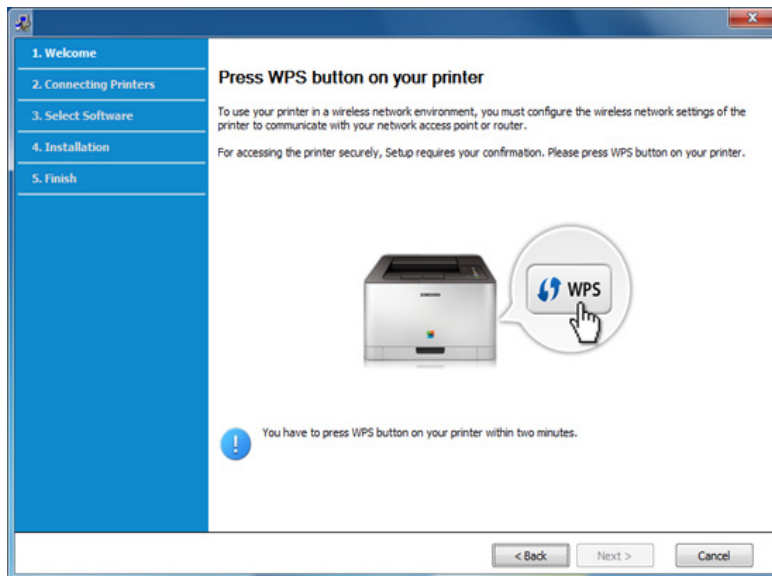 1. Welcome
2. Connecting Printers
3. Select Software
4. Installation
5. Finish
Press WPS button on your printer
To use your printer in a wireless network environment, you must configure the wireless network settings of the
printer to communicate with your network access point or router.
For accessing the printer securely, Setup requires your confirmation. Please press WPS button on your printer.
SAMSUNG
WPS
You have to press WPS button on your printer within two minutes.
< Back
Next >
Cancel